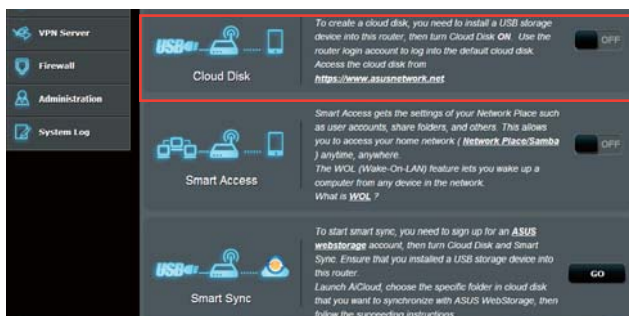 VPN Server
Firewall
Administration
System Log
USB
Cloud Disk
To create a cloud disk, you need to install a USB storage
device into this router, then turn Cloud Disk ON. Use the
router login account to log into the default cloud disk.
Access the cloud disk from
https://www.asusnetwork.net
OFF
Smart Access
Smart Access gets the settings of your Network Place such
as user accounts, share folders, and others. This allows
you to access your home network ( Network Place/Samba
) anytime, anywhere.
The WOL (Wake-On-LAN) feature lets you wake up a
computer from any device in the network.
What is WOL ?
OFF
USB
Smart Sync
To start smart sync, you need to sign up for an ASUS
webstorage account, then turn Cloud Disk and Smart
Sync. Ensure that you installed a USB storage device into
this router.
Launch AiCloud, choose the specific folder in cloud disk
that you want to synchronize with ASUS WebStorage, then
follow the succeeding instructions.
GO